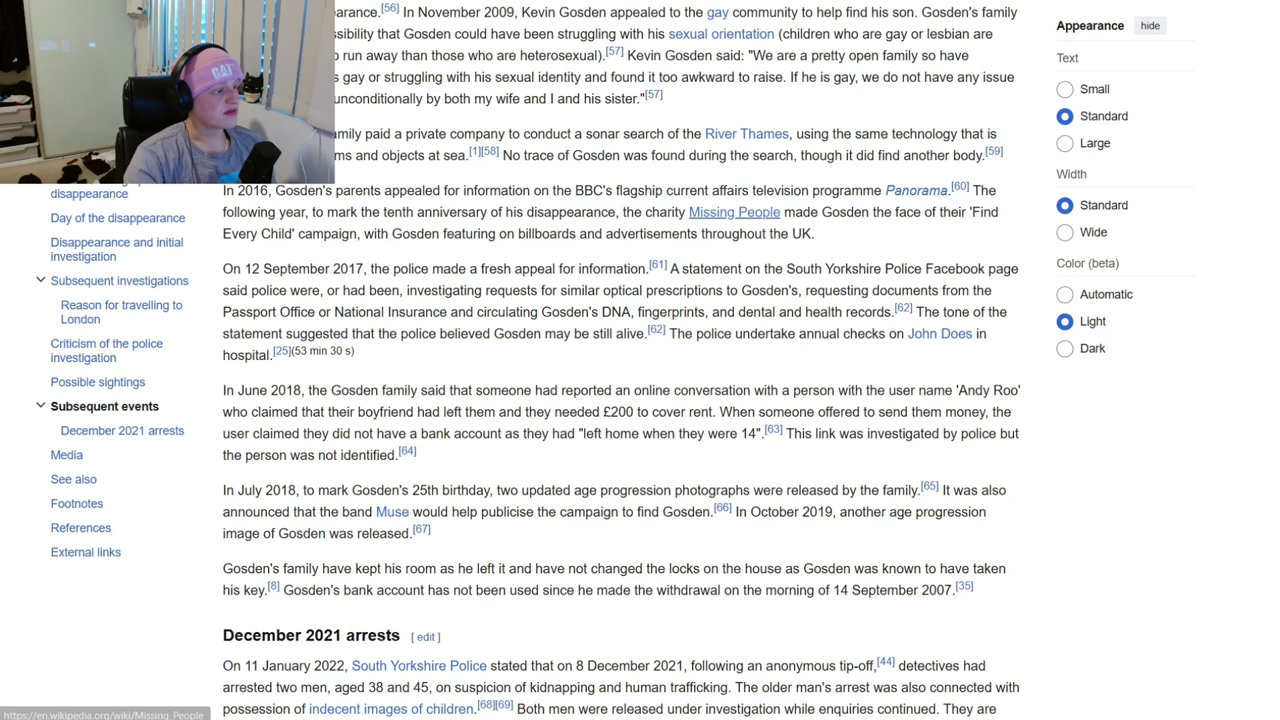 arance.[56] In November 2009, Kevin Gosden appealed to the gay community to help find his son. Gosden's family
sibility that Gosden could have been struggling with his sexual orientation (children who are gay or lesbian are
o run away than those who are heterosexual).[57] Kevin Gosden said: "We are a pretty open family so have
s gay or struggling with his sexual identity and found it too awkward to raise. If he is gay, we do not have any issue
unconditionally by both my wife and I and his sister."[57]
mily paid a private company to conduct a sonar search of the River Thames, using the same technology that is
ms and objects at sea.[1][58] No trace of Gosden was found during the search, though it did find another body.[59]
In 2016, Gosden's parents appealed for information on the BBC's flagship current affairs television programme Panorama.[60] The
following year, to mark the tenth anniversary of his disappearance, the charity Missing People made Gosden the face of their 'Find
Every Child' campaign, with Gosden featuring on billboards and advertisements throughout the UK.
On 12 September 2017, the police made a fresh appeal for information.[61] A statement on the South Yorkshire Police Facebook page
said police were, or had been, investigating requests for similar optical prescriptions to Gosden's, requesting documents from the
Passport Office or National Insurance and circulating Gosden's DNA, fingerprints, and dental and health records.[62] The tone of the
statement suggested that the police believed Gosden may be still alive.[62] The police undertake annual checks on John Does in
hospital.[25](53 min 30 s)
In June 2018, the Gosden family said that someone had reported an online conversation with a person with the user name 'Andy Roo'
who claimed that their boyfriend had left them and they needed £200 to cover rent. When someone offered to send them money, the
user claimed they did not have a bank account as they had "left home when they were 14".[63] This link was investigated by police but
the person was not identified.[64]
In July 2018, to mark Gosden's 25th birthday, two updated age progression photographs were released by the family.[65] It was also
announced that the band Muse would help publicise the campaign to find Gosden.[66] In October 2019, another age progression
image of Gosden was released.[67]
Gosden's family have kept his room as he left it and have not changed the locks on the house as Gosden was known to have taken
his key.[8] Gosden's bank account has not been used since he made the withdrawal on the morning of 14 September 2007.[35]
December 2021 arrests [ edit ]
On 11 January 2022, South Yorkshire Police stated that on 8 December 2021, following an anonymous tip-off,[44] detectives had
arrested two men, aged 38 and 45, on suspicion of kidnapping and human trafficking. The older man's arrest was also connected with
possession of indecent images of children.[68][69] Both men were released under investigation while enquiries continued. They are
disappearance
Day of the disappearance
Disappearance and initial
investigation
Subsequent investigations
Reason for travelling to
London
Criticism of the police
investigation
Possible sightings
Subsequent events
December 2021 arrests
Media
See also
Footnotes
References
External links
https://en.wikipedia.org/wiki/Missing_People
Appearance hide
Text
Small
Standard
Large
Width
Standard
Wide
Color (beta)
Automatic
Light
Dark